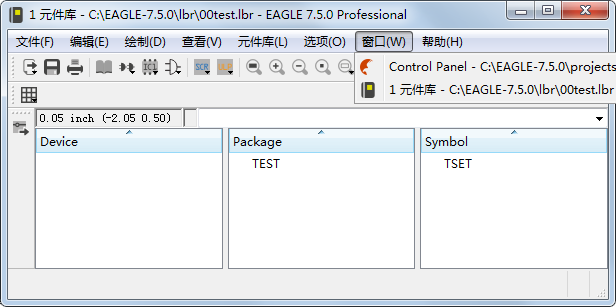 1 元件库 - C:\EAGLE-7.5.0\lbr\00test.lbr - EAGLE 7.5.0 Professional
文件(F) 编辑(E) 绘制(D) 查看(V) 元件库(L) 选项(O) 窗口(W) 帮助(H)
Control Panel - C:\EAGLE-7.5.0\projects
SCR ULP
1 元件库 - C:\EAGLE-7.5.0\lbr\00test.lbr
0.05 inch (-2.05 0.50)
Device Package Symbol
TEST TSET